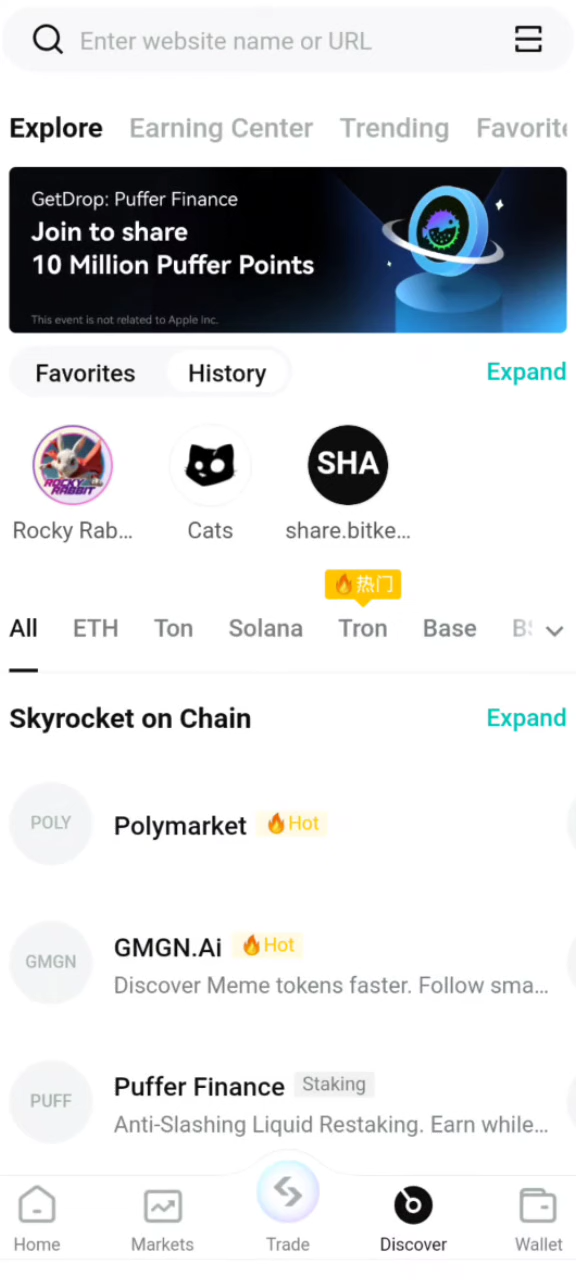 Enter website name or URL
Explore Earning Center Trending Favorite
GetDrop: Puffer Finance
Join to share
10 Million Puffer Points
This event is not related to Apple Inc.
Favorites History Expand
ROCKY RABBIT
SHA
Rocky Rab... Cats share.bitke...
热门
All ETH Ton Solana Tron Base BS
Skyrocket on Chain Expand
POLY Polymarket Hot
GMGN GMGN.Ai Hot
Discover Meme tokens faster. Follow sma...
PUFF Puffer Finance Staking
Anti-Slashing Liquid Restaking. Earn while...
Home Markets Trade Discover Wallet